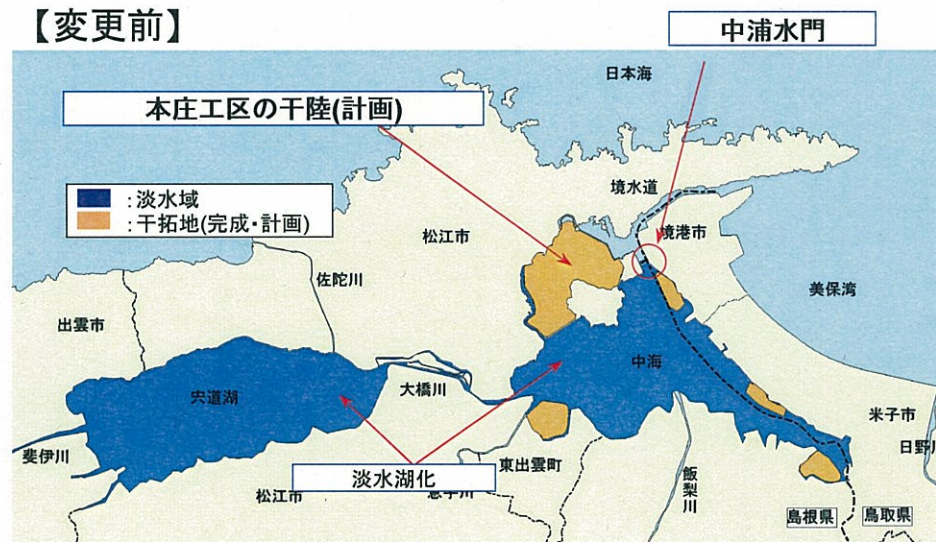 【変更前】
中浦水門
日本海
本庄工区の干陸(計画)
境水道
:淡水域
:干拓地(完成・計画)
松江市
境港市
佐陀川
美保湾
出雲市
中海
宍道湖
大橋川
米子市
日野川
斐伊川
淡水湖化
東出雲町
飯梨川
松江市
島根県
鳥取県